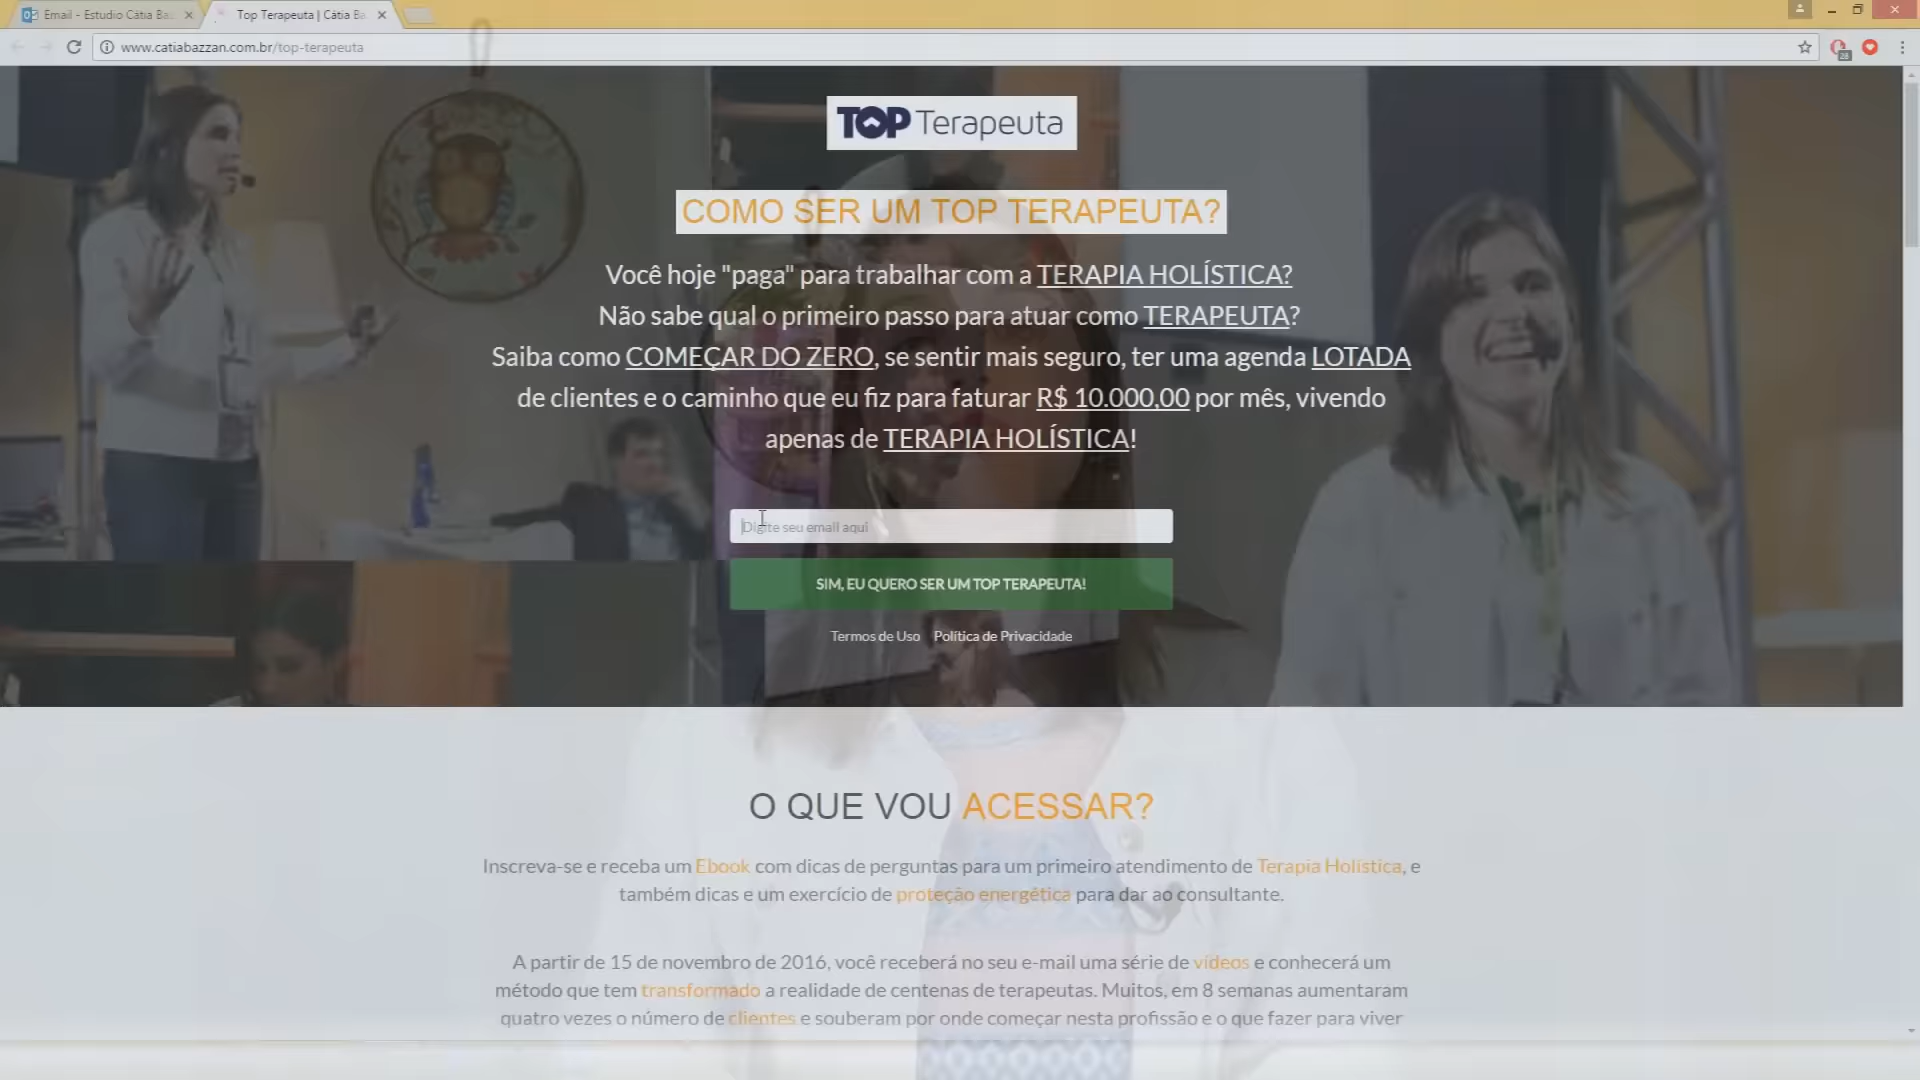 Email - Estudio Cátia Ba
Top Terapeuta | Cátia Ba
www.catiabazzan.com.br/top-terapeuta
TOP Terapeuta
COMO SER UM TOP TERAPEUTA?
Você hoje "paga" para trabalhar com a TERAPIA HOLÍSTICA?
Não sabe qual o primeiro passo para atuar como TERAPEUTA?
Saiba como COMEÇAR DO ZERO, se sentir mais seguro, ter uma agenda LOTADA
de clientes e o caminho que eu fiz para faturar R$ 10.000,00 por mês, vivendo
apenas de TERAPIA HOLÍSTICA!
Digite seu email aqui
SIM, EU QUERO SER UM TOP TERAPEUTA!
Termos de Uso Política de Privacidade
O QUE VOU ACESSAR?
Inscreva-se e receba um Ebook com dicas de perguntas para um primeiro atendimento de Terapia Holística, e
também dicas e um exercício de proteção energética para dar ao consultante.
A partir de 15 de novembro de 2016, você receberá no seu e-mail uma série de vídeos e conhecerá um
método que tem transformado a realidade de centenas de terapeutas. Muitos, em 8 semanas aumentaram
quatro vezes o número de clientes e souberam por onde começar nesta profissão e o que fazer para viver